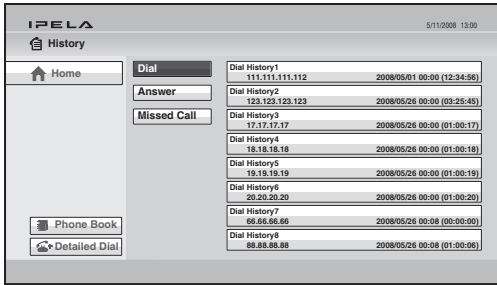 IPELA
5/11/2008 13:00
History
Home
Dial
Answer
Missed Call
Dial History1
111.111.111.112 2008/05/01 00:00 (12:34:56)
Dial History2
123.123.123.123 2008/05/26 00:00 (03:25:45)
Dial History3
17.17.17.17 2008/05/26 00:00 (01:00:17)
Dial History4
18.18.18.18 2008/05/26 00:00 (01:00:18)
Dial History5
19.19.19.19 2008/05/26 00:00 (01:00:19)
Dial History6
20.20.20.20 2008/05/26 00:00 (01:00:20)
Dial History7
66.66.66.66 2008/05/26 00:08 (00:00:00)
Dial History8
88.88.88.88 2008/05/26 00:08 (01:00:06)
Phone Book
Detailed Dial